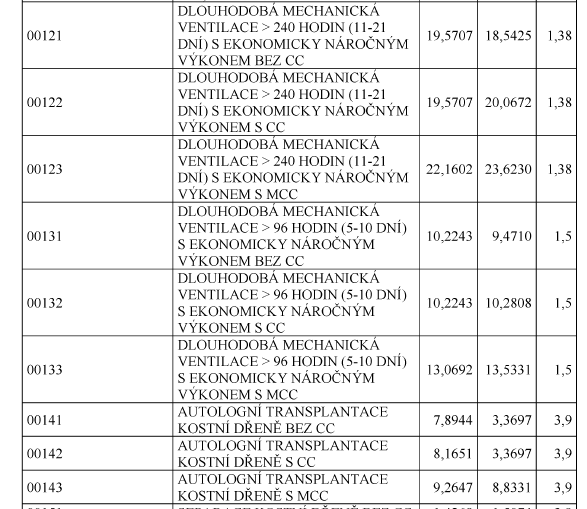 DLOUHODOBÁ MECHANICKÁ
VENTILACE > 240 HODIN (11-21
00121 DNÍ) S EKONOMICKY NÁROČNÝM 19,5707 18,5425 1,38
VÝKONEM BEZ CC
DLOUHODOBÁ MECHANICKÁ
VENTILACE > 240 HODIN (11-21
00122 DNÍ) S EKONOMICKY NÁROČNÝM 19,5707 20,0672 1,38
VÝKONEM S CC
DLOUHODOBÁ MECHANICKÁ
VENTILACE > 240 HODIN (11-21
00123 DNÍ) S EKONOMICKY NÁROČNÝM 22,1602 23,6230 1,38
VÝKONEM S MCC
DLOUHODOBÁ MECHANICKÁ
VENTILACE > 96 HODIN (5-10 DNÍ)
00131 S EKONOMICKY NÁROČNÝM 10,2243 9,4710 1,5
VÝKONEM BEZ CC
DLOUHODOBÁ MECHANICKÁ
VENTILACE > 96 HODIN (5-10 DNÍ)
00132 S EKONOMICKY NÁROČNÝM 10,2243 10,2808 1,5
VÝKONEM S CC
DLOUHODOBÁ MECHANICKÁ
VENTILACE > 96 HODIN (5-10 DNÍ)
00133 S EKONOMICKY NÁROČNÝM 13,0692 13,5331 1,5
VÝKONEM S MCC
00141 AUTOLOGNÍ TRANSPLANTACE 7,8944 3,3697 3,9
KOSTNÍ DŘENĚ BEZ CC
00142 AUTOLOGNÍ TRANSPLANTACE 8,1651 3,3697 3,9
KOSTNÍ DŘENĚ S CC
00143 AUTOLOGNÍ TRANSPLANTACE 9,2647 8,8331 3,9
KOSTNÍ DŘENĚ S MCC